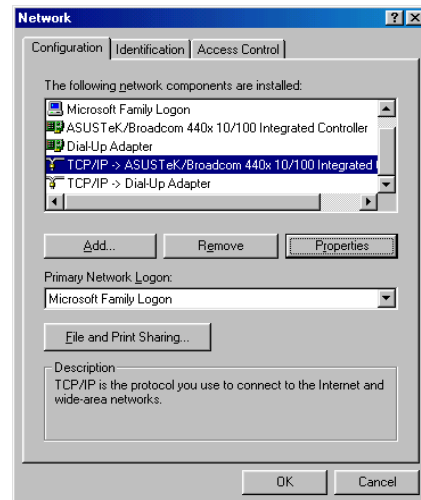 Network
Configuration Identification Access Control
The following network components are installed:
Microsoft Family Logon
ASUSTeK/Broadcom 440x 10/100 Integrated Controller
Dial-Up Adapter
TCP/IP -> ASUSTeK/Broadcom 440x 10/100 Integrated
TCP/IP -> Dial-Up Adapter
Add... Remove Properties
Primary Network Logon:
Microsoft Family Logon
File and Print Sharing...
Description
TCP/IP is the protocol you use to connect to the Internet and
wide-area networks.
OK Cancel